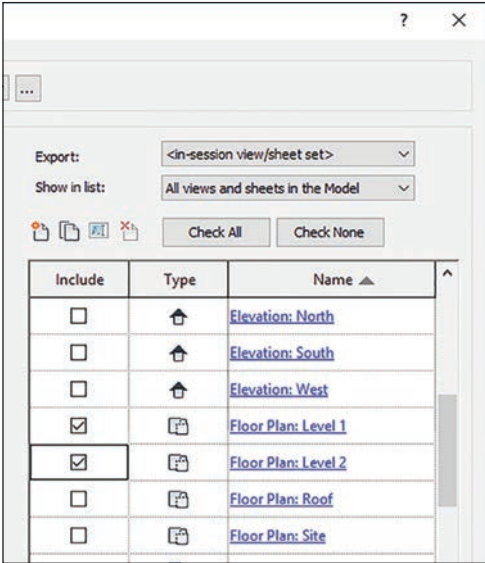 ?
...
Export: <in-session view/sheet set>
Show in list: All views and sheets in the Model
Check All Check None
Include Type Name
Elevation: North
Elevation: South
Elevation: West
Floor Plan: Level 1
Floor Plan: Level 2
Floor Plan: Roof
Floor Plan: Site